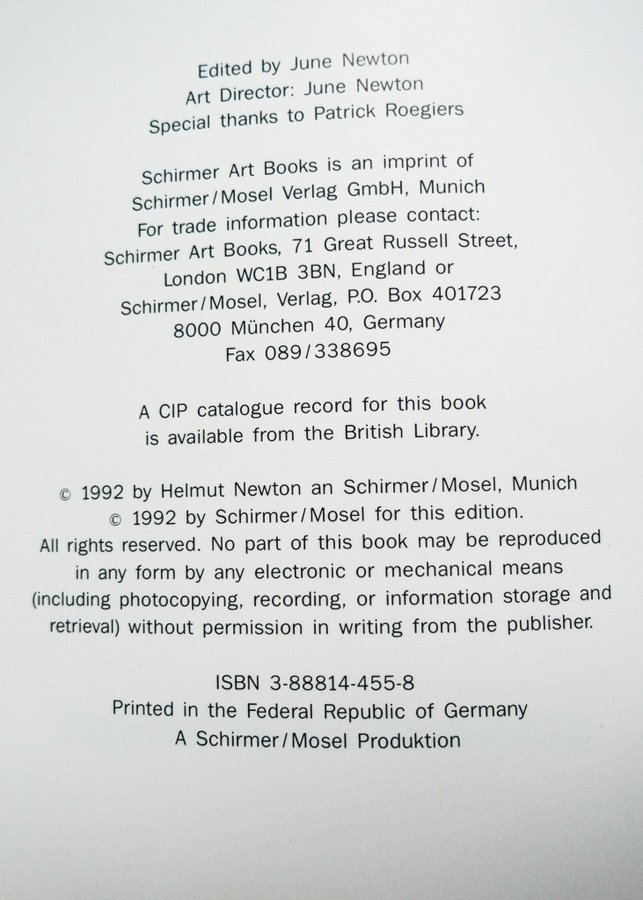 Edited by June Newton
Art Director: June Newton
Special thanks to Patrick Roegiers
Schirmer Art Books is an imprint of
Schirmer/Mosel Verlag GmbH, Munich
For trade information please contact:
Schirmer Art Books, 71 Great Russell Street,
London WC1B 3BN, England or
Schirmer/Mosel, Verlag, P.O. Box 401723
8000 München 40, Germany
Fax 089/338695
A CIP catalogue record for this book
is available from the British Library.
© 1992 by Helmut Newton an Schirmer/Mosel, Munich
© 1992 by Schirmer/Mosel for this edition.
All rights reserved. No part of this book may be reproduced
in any form by any electronic or mechanical means
(including photocopying, recording, or information storage and
retrieval) without permission in writing from the publisher.
ISBN 3-88814-455-8
Printed in the Federal Republic of Germany
A Schirmer/Mosel Produktion